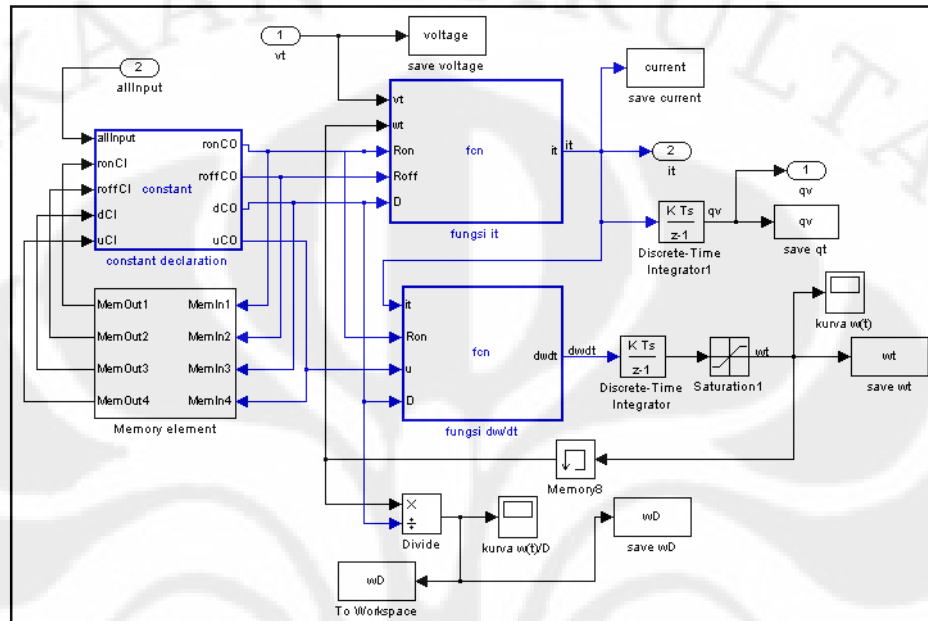 KAAN
KULTA
1
vt
voltage
save voltage
2
allInput
current
save current
allInput
ronCI
roffCI
dCI
uCI
constant
ronCO
roffCO
dCO
uCO
constant declaration
vt
wt
Ron
Roff
D
fcn
it
it
fungsi it
2
it
1
qv
K Ts
z-1
qv
Discrete-Time
Integrator1
qv
save qt
MemOut1
MemOut2
MemOut3
MemOut4
MemIn1
MemIn2
MemIn3
MemIn4
Memory element
it
Ron
u
D
fcn
dwdt
dwdt
fungsi dw/dt
K Ts
z-1
Discrete-Time
Integrator
Saturation1
wt
kurva w(t)
wt
save wt
Memory8
×
÷
Divide
kurva w(t)/D
wD
save wD
wD
To Workspace